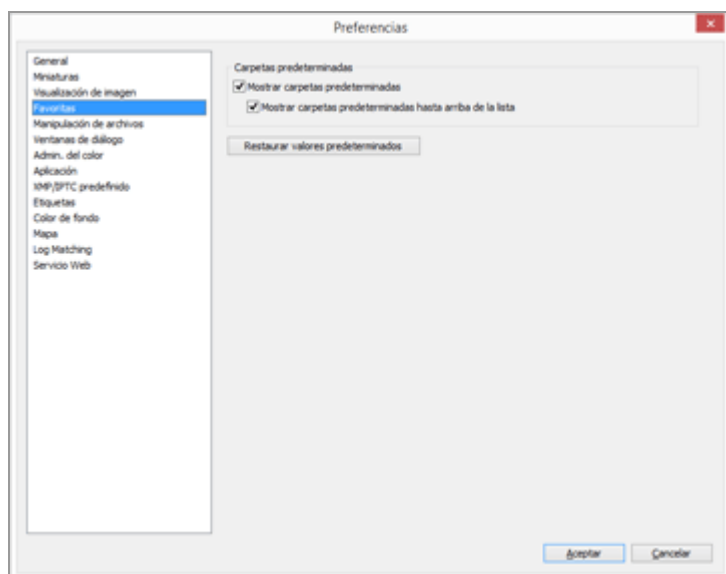 Preferencias
General
Miniaturas
Visualización de imagen
Favoritas
Manipulación de archivos
Ventanas de diálogo
Admin. del color
Aplicación
XMP/IPTC predefinido
Etiquetas
Color de fondo
Mapa
Log Matching
Servicio Web
Carpetas predeterminadas
Mostrar carpetas predeterminadas
Mostrar carpetas predeterminadas hasta arriba de la lista
Restaurar valores predeterminados
Aceptar
Cancelar